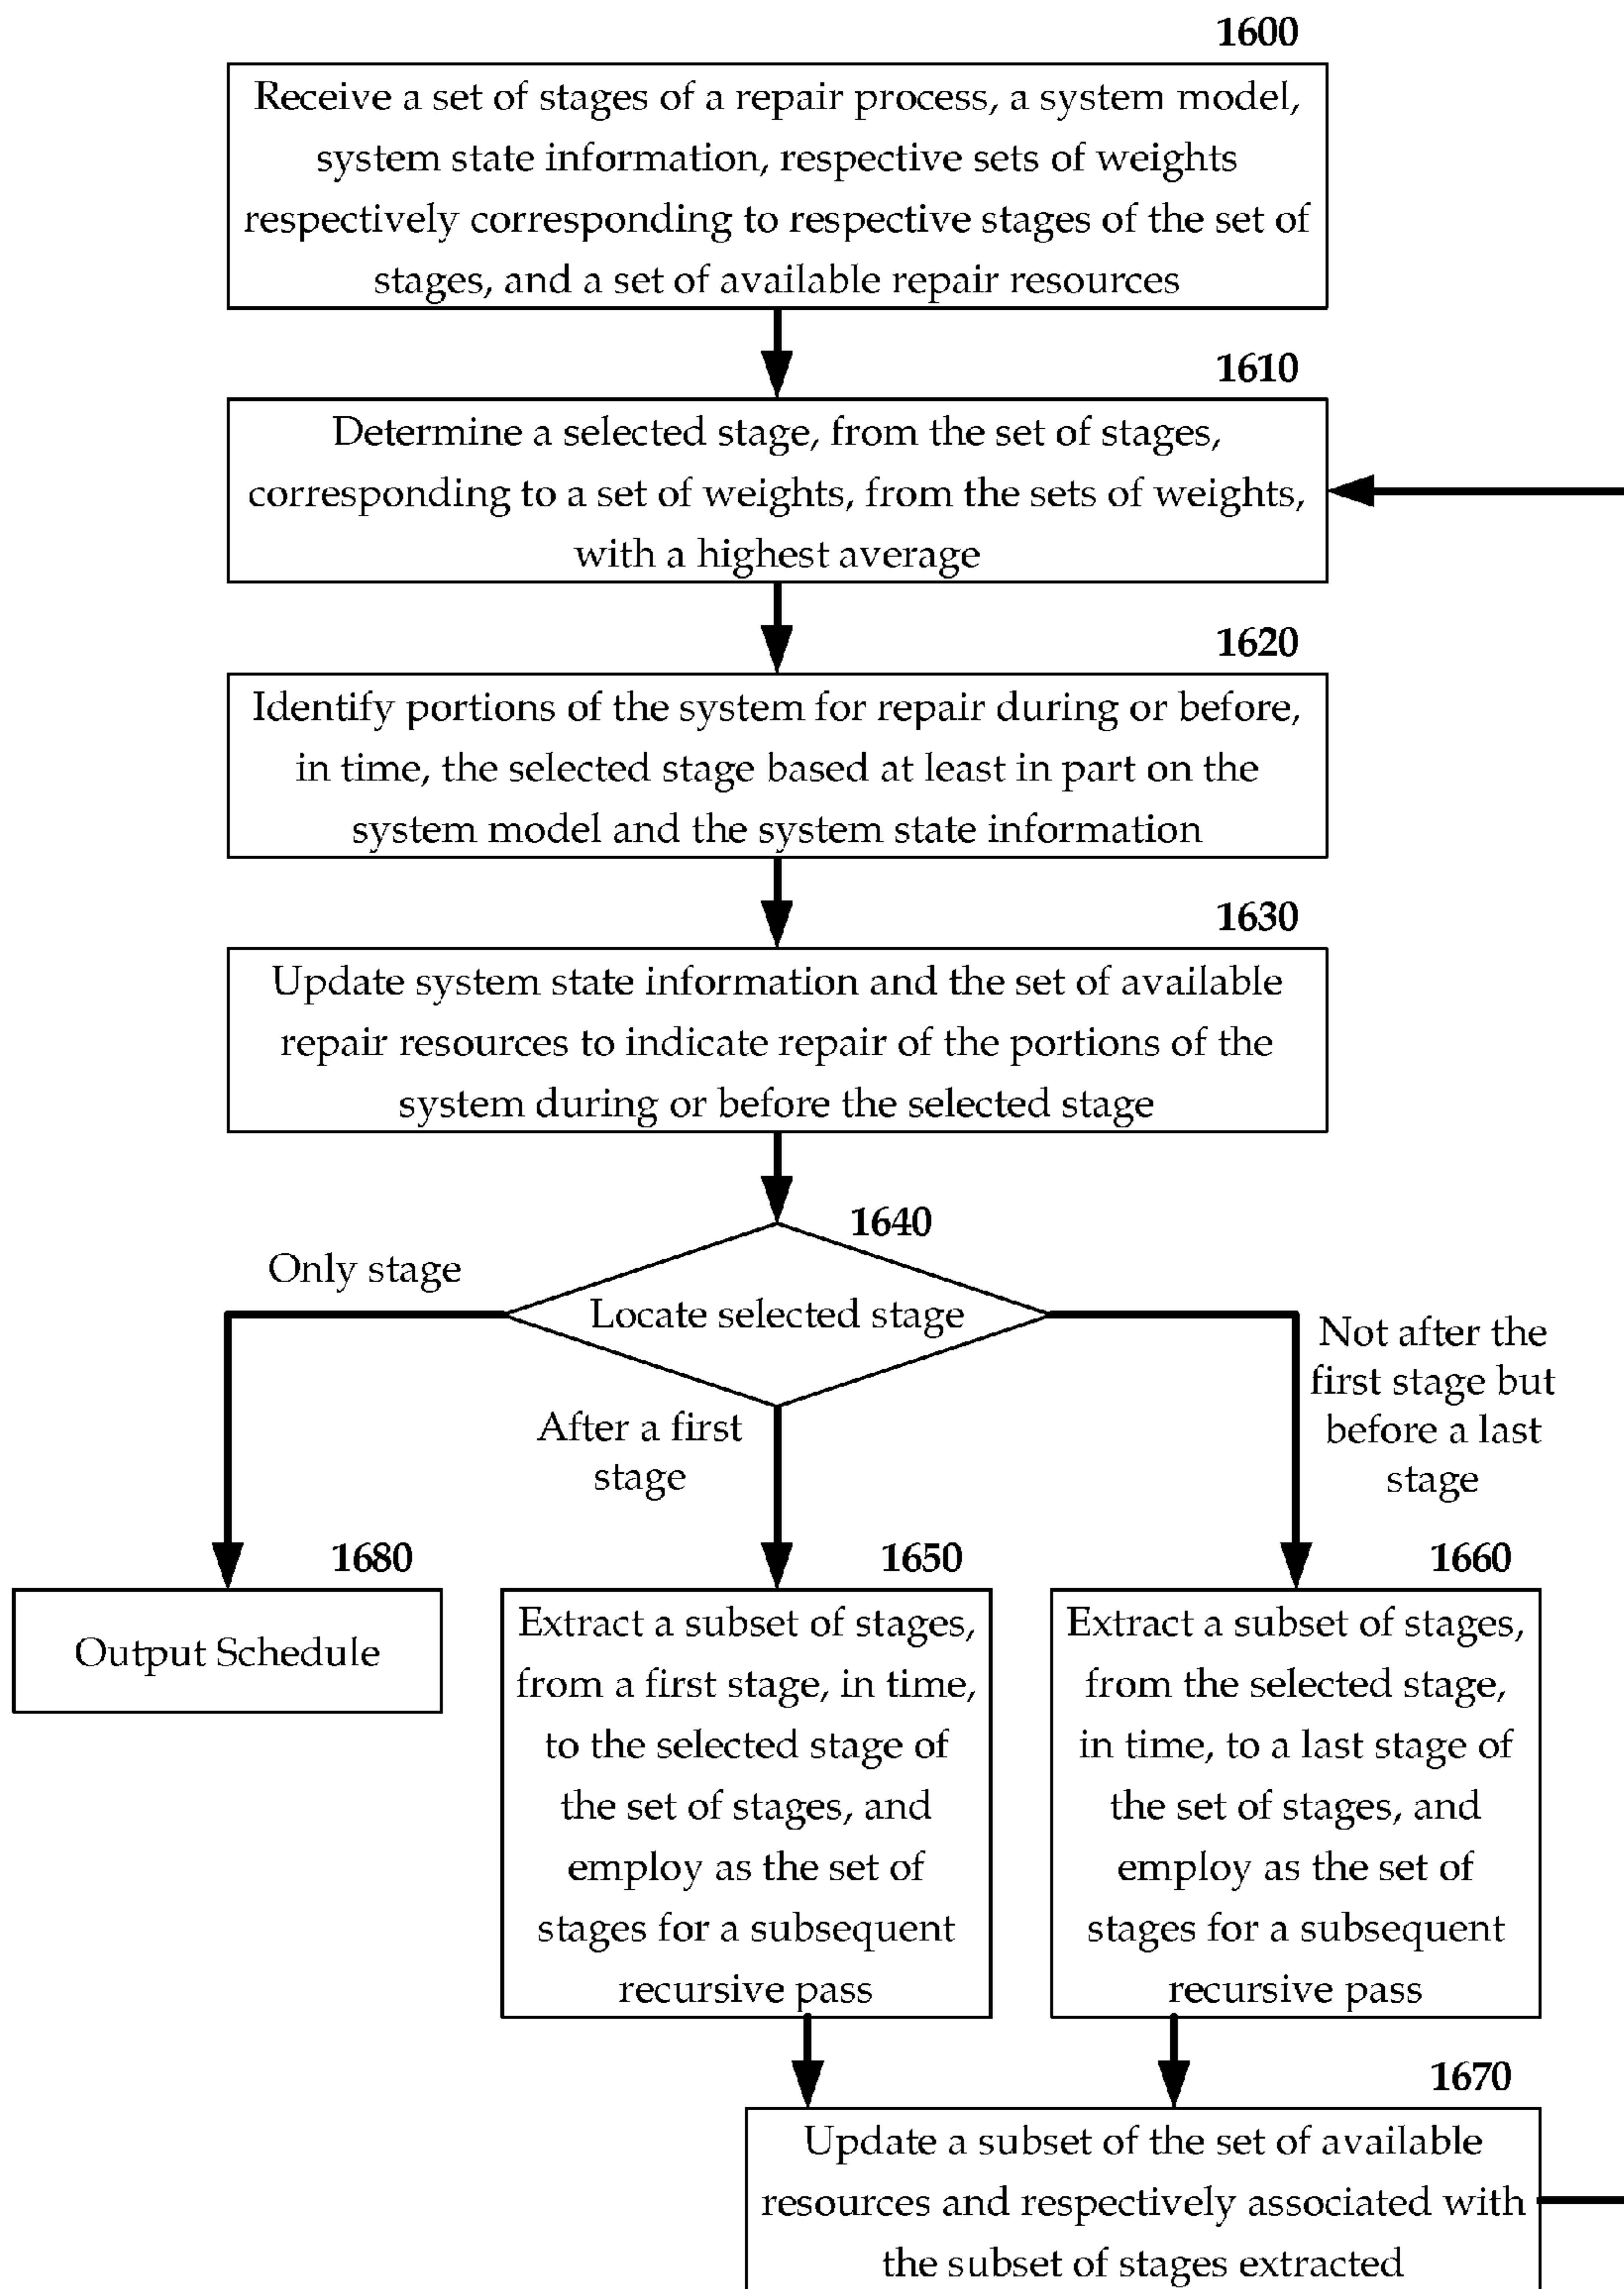 1600
Receive a set of stages of a repair process, a system model,
system state information, respective sets of weights
respectively corresponding to respective stages of the set of
stages, and a set of available repair resources
1610
Determine a selected stage, from the set of stages,
corresponding to a set of weights, from the sets of weights,
with a highest average
1620
Identify portions of the system for repair during or before,
in time, the selected stage based at least in part on the
system model and the system state information
1630
Update system state information and the set of available
repair resources to indicate repair of the portions of the
system during or before the selected stage
1640
Locate selected stage
Only stage
After a first
stage
Not after the
first stage but
before a last
stage
1680
Output Schedule
1650
Extract a subset of stages,
from a first stage, in time,
to the selected stage of
the set of stages, and
employ as the set of
stages for a subsequent
recursive pass
1660
Extract a subset of stages,
from the selected stage,
in time, to a last stage of
the set of stages, and
employ as the set of
stages for a subsequent
recursive pass
1670
Update a subset of the set of available
resources and respectively associated with
the subset of stages extracted